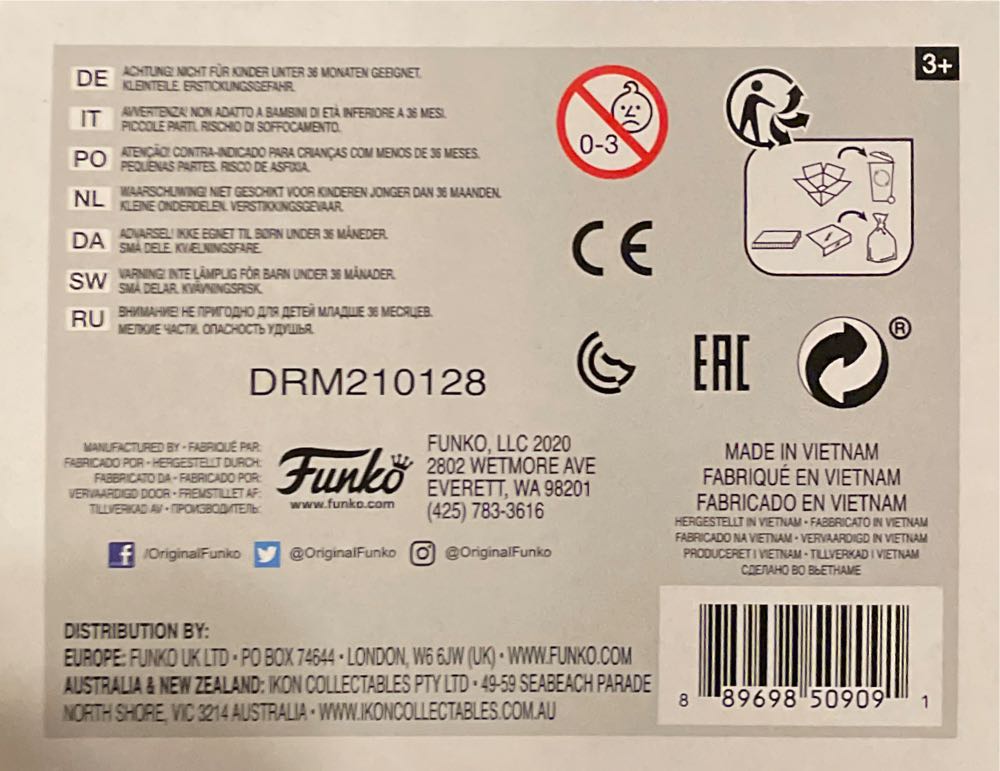 3+
DE ACHTUNG! NICHT FÜR KINDER UNTER 36 MONATEN GEEIGNET.
KLEINTEILE. ERSTICKUNGSGEFAHR.
IT AVVERTENZA! NON ADATTO A BAMBINI DI ETÀ INFERIORE A 36 MESI.
PICCOLE PARTI. RISCHIO DI SOFFOCAMENTO.
PO ATENÇÃO! CONTRA-INDICADO PARA CRIANÇAS COM MENOS DE 36 MESES.
PEQUENAS PARTES. RISCO DE ASFIXIA.
NL WAARSCHUWING! NIET GESCHIKT VOOR KINDEREN JONGER DAN 36 MAANDEN.
KLEINE ONDERDELEN. VERSTIKKINGSGEVAAR.
DA ADVARSEL! IKKE EGNET TIL BØRN UNDER 36 MÅNEDER.
SMÅ DELE. KVÆLNINGSFARE.
SW VARNING! INTE LÄMPLIG FÖR BARN UNDER 36 MÅNADER.
SMÅ DELAR. KVÄVNINGSRISK.
RU ВНИМАНИЕ! НЕ ПРИГОДНО ДЛЯ ДЕТЕЙ МЛАДШЕ 36 МЕСЯЦЕВ.
МЕЛКИЕ ЧАСТИ. ОПАСНОСТЬ УДУШЬЯ.
0-3
CE
EAC
®
DRM210128
MANUFACTURED BY • FABRIQUÉ PAR:
FABRICADO POR • HERGESTELLT DURCH:
FABBRICATO DA • FABRICADO POR:
VERVAARDIGD DOOR • FREMSTILLET AF:
TILLVERKAD AV • ПРОИЗВОДИТЕЛЬ:
Funko
www.funko.com
FUNKO, LLC 2020
2802 WETMORE AVE
EVERETT, WA 98201
(425) 783-3616
/OriginalFunko @OriginalFunko @OriginalFunko
MADE IN VIETNAM
FABRIQUÉ EN VIETNAM
FABRICADO EN VIETNAM
HERGESTELLT IN VIETNAM • FABBRICATO IN VIETNAM
FABRICADO NA VIETNAM • VERVAARDIGD IN VIETNAM
PRODUCERET I VIETNAM • TILLVERKAD I VIETNAM
СДЕЛАНО ВО ВЬЕТНАМЕ
DISTRIBUTION BY:
EUROPE: FUNKO UK LTD • PO BOX 74644 • LONDON, W6 6JW (UK) • WWW.FUNKO.COM
AUSTRALIA & NEW ZEALAND: IKON COLLECTABLES PTY LTD • 49-59 SEABEACH PARADE
NORTH SHORE, VIC 3214 AUSTRALIA • WWW.IKONCOLLECTABLES.COM.AU
8 89698 50909 1